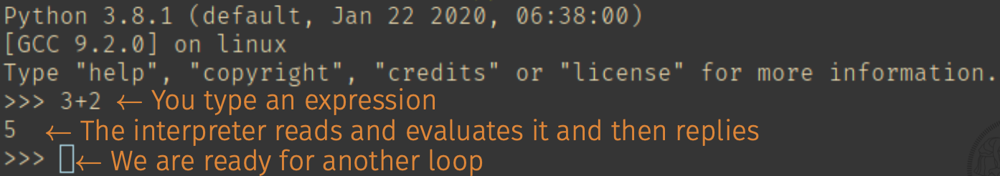 Python 3.8.1 (default, Jan 22 2020, 06:38:00)
[GCC 9.2.0] on linux
Type "help", "copyright", "credits" or "license" for more information.
>>> 3+2 ← You type an expression
5 ← The interpreter reads and evaluates it and then replies
>>> ← We are ready for another loop